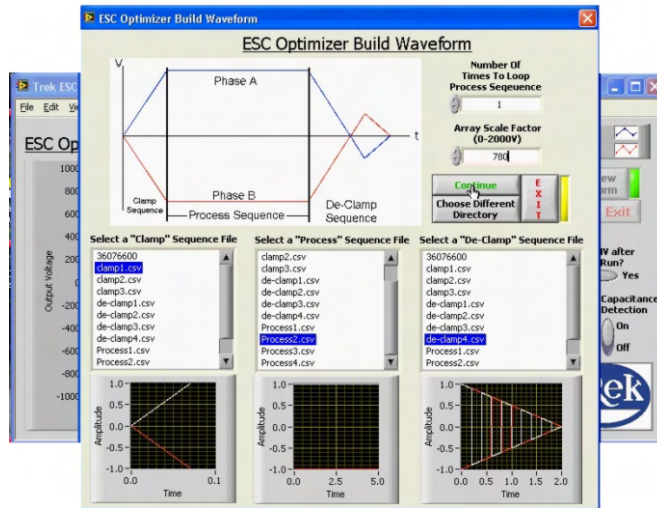 ESC Optimizer Build Waveform
ESC Optimizer Build Waveform
V
Phase A
t
Phase B
Clamp
Sequence
Process Sequence
De-Clamp
Sequence
Number Of
Times To Loop
Process Seqeuence
1
Array Scale Factor
(0-2000V)
780
Continue
Choose Different
Directory
EXIT
Select a "Clamp" Sequence File
36076600
clamp1.csv
clamp2.csv
clamp3.csv
de-clamp1.csv
de-clamp2.csv
de-clamp3.csv
de-clamp4.csv
Process1.csv
Process2.csv
Select a "Process" Sequence File
clamp2.csv
clamp3.csv
de-clamp1.csv
de-clamp2.csv
de-clamp3.csv
de-clamp4.csv
Process1.csv
Process2.csv
Process3.csv
Process4.csv
Select a "De-Clamp" Sequence File
36076600
clamp1.csv
clamp2.csv
clamp3.csv
de-clamp1.csv
de-clamp2.csv
de-clamp3.csv
de-clamp4.csv
Process1.csv
Process2.csv
Amplitude
1.0
0.5
0.0
-0.5
-1.0
0.0 0.1
Time
Amplitude
1.0
0.5
0.0
-0.5
-1.0
0.0 2.5 5.0
Time
Amplitude
1.0
0.5
0.0
-0.5
-1.0
0.0 0.5 1.0 1.5 2.0
Time
Trek ESC
File Edit
ESC Op
Output Voltage
1000
800
600
400
200
0
-200
-400
-600
-800
-1000
Exit
after
Run?
Yes
Capacitance
Detection
On
Off